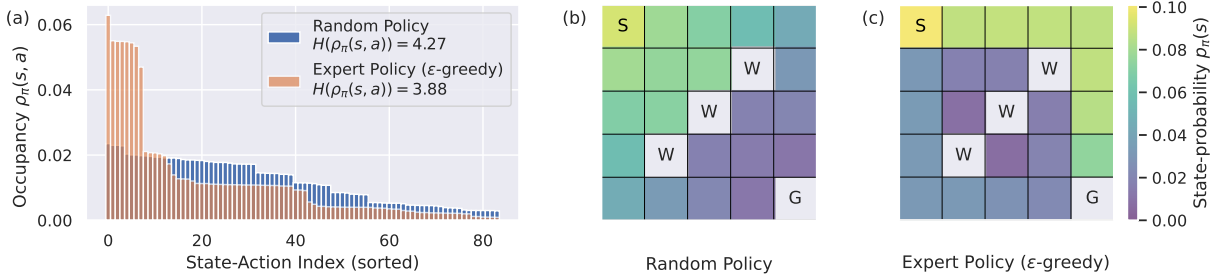 (a)
Occupancy ρπ(s, a)
0.06
0.04
0.02
0.00
0
20
40
60
80
State-Action Index (sorted)
Random Policy
H(ρπ(s, a)) = 4.27
Expert Policy (ε-greedy)
H(ρπ(s, a)) = 3.88
(b)
S
W
W
W
G
Random Policy
(c)
S
W
W
W
G
Expert Policy (ε-greedy)
0.10
0.08
0.06
0.04
0.02
0.00
State-probability pπ(s)